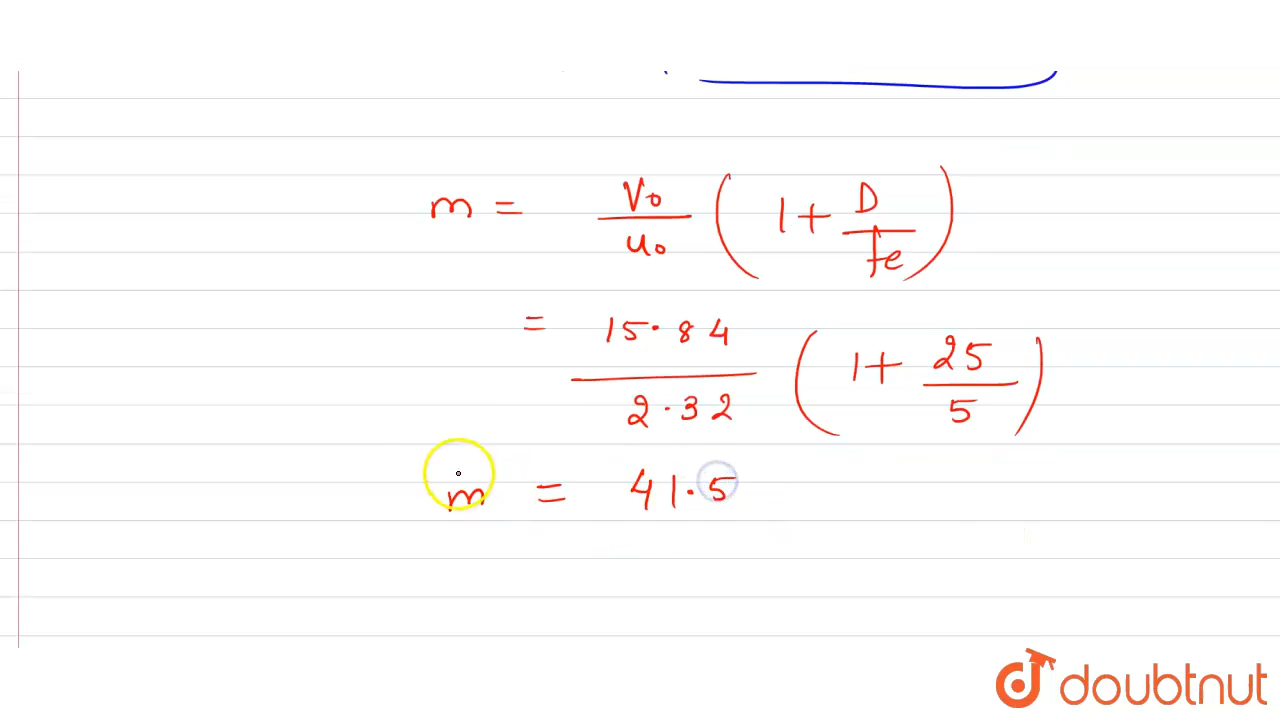 m = V₀/u₀ (1 + D/fe)
= 15.84/2.32 (1 + 25/5)
m = 41.5
doubtnut